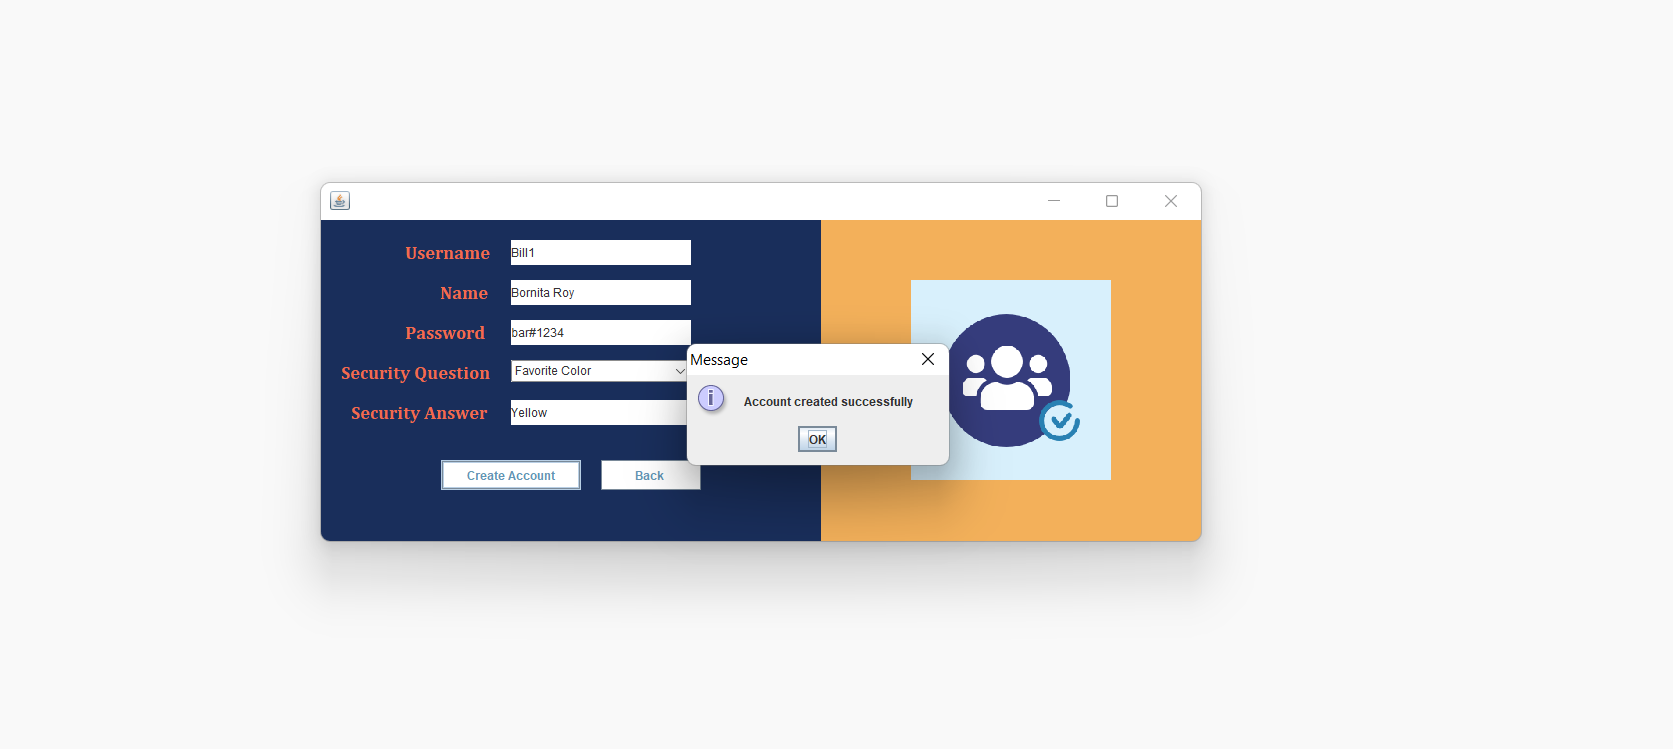 Username Bill1
Name Bornita Roy
Password bar#1234
Security Question Favorite Color
Security Answer Yellow
Create Account Back
Message
Account created successfully
OK